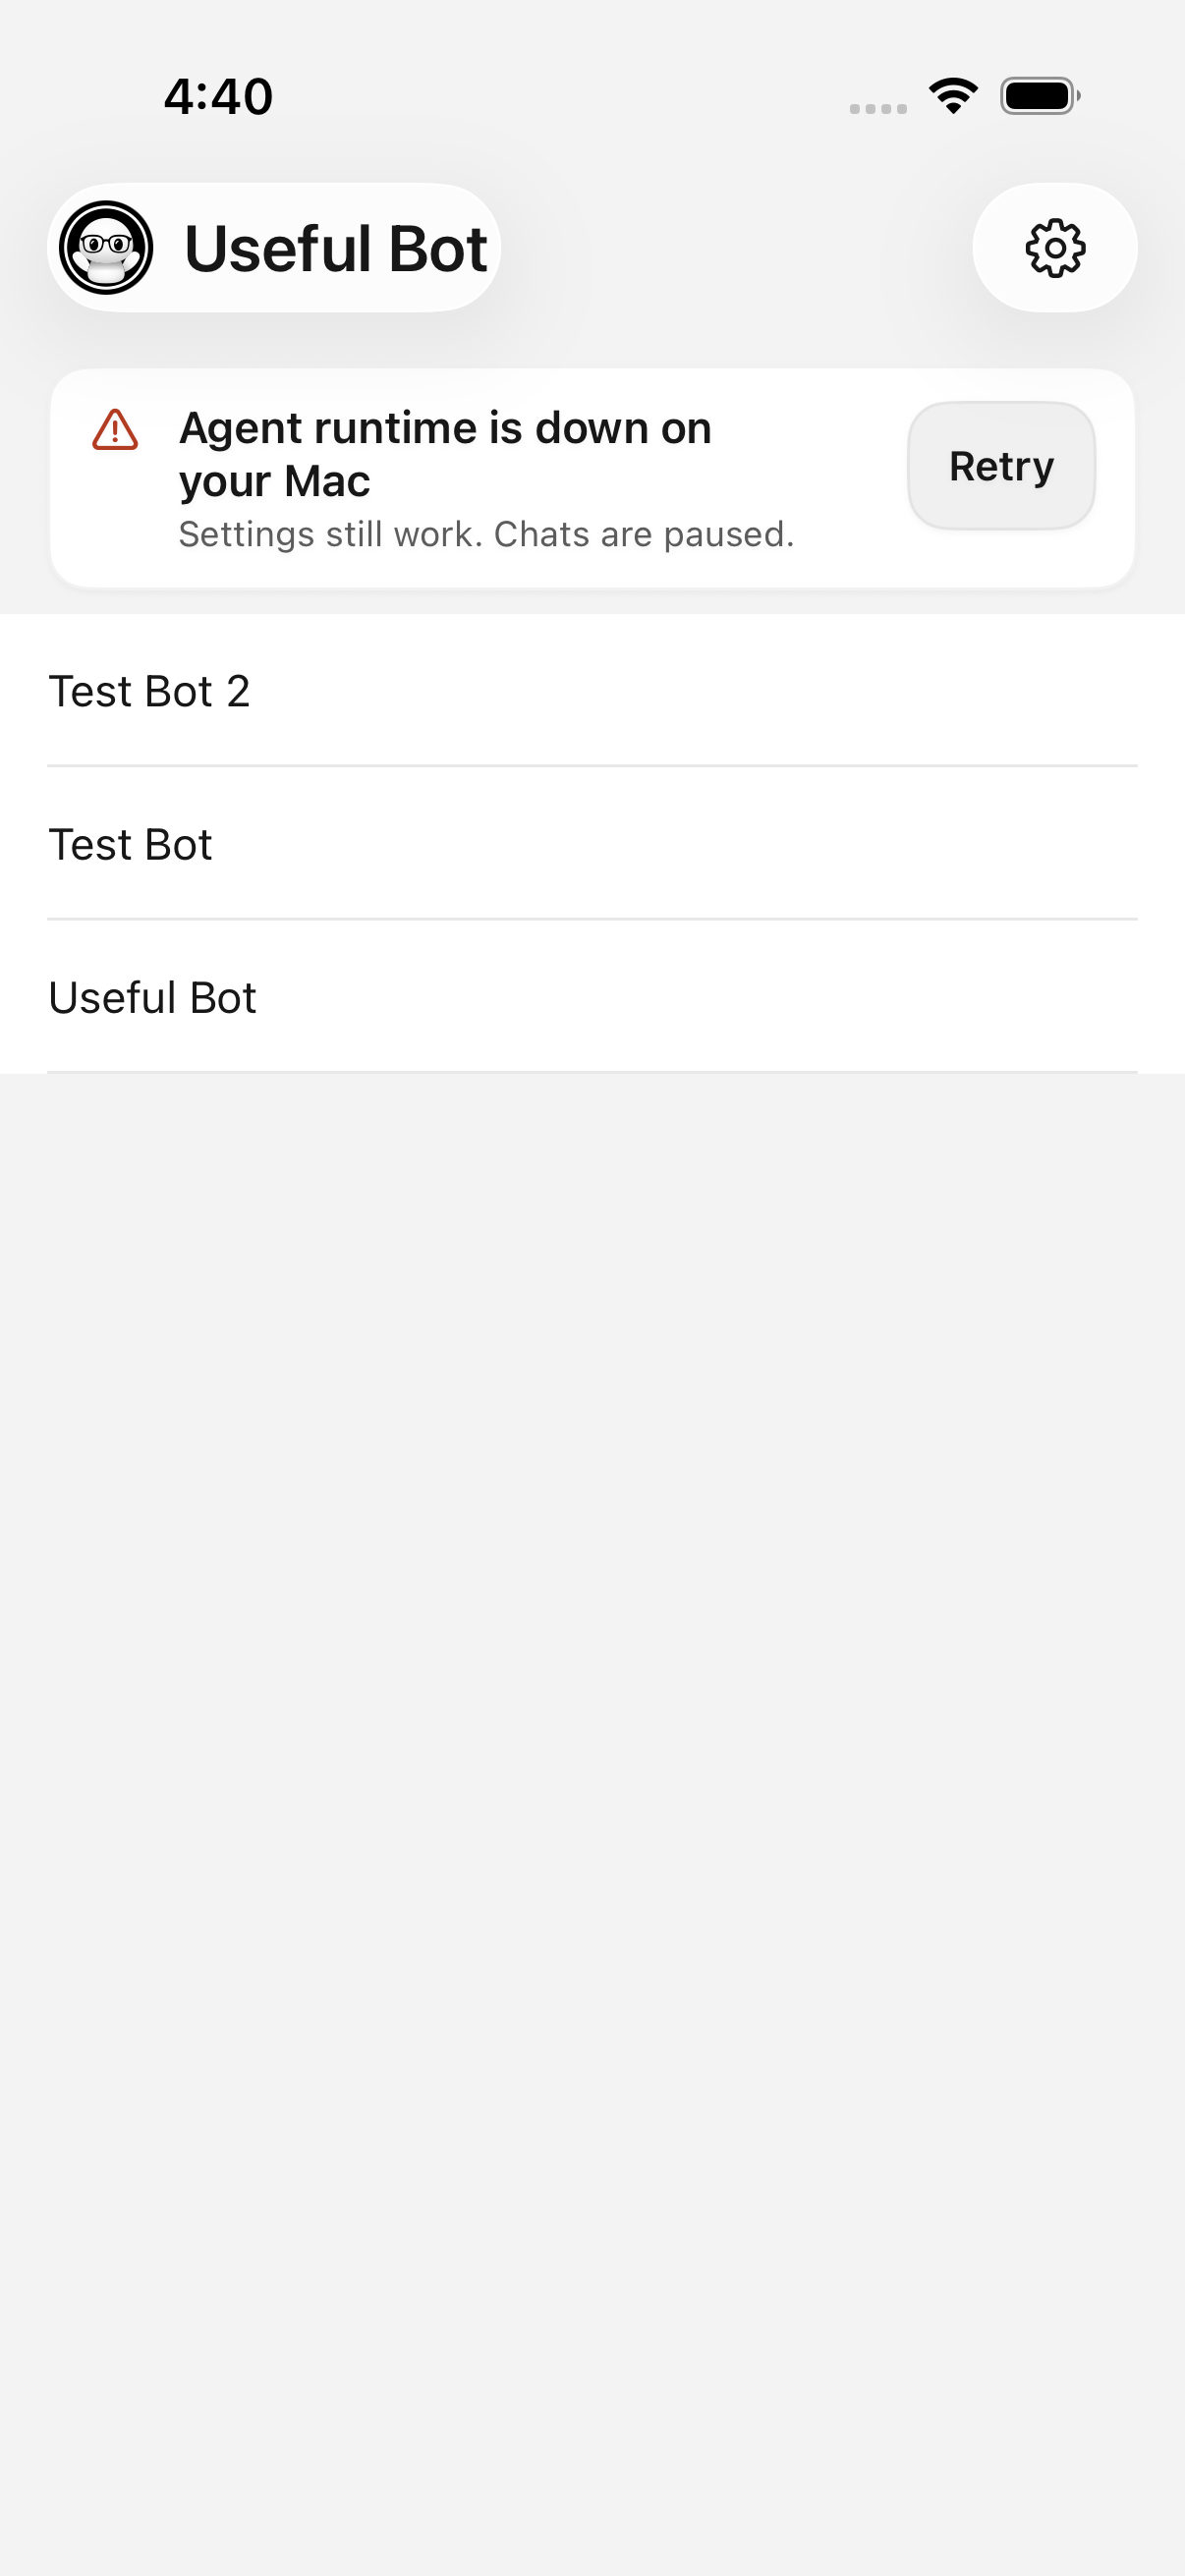 4:40
Useful Bot
Agent runtime is down on
your Mac
Settings still work. Chats are paused.
Retry
Test Bot 2
Test Bot
Useful Bot